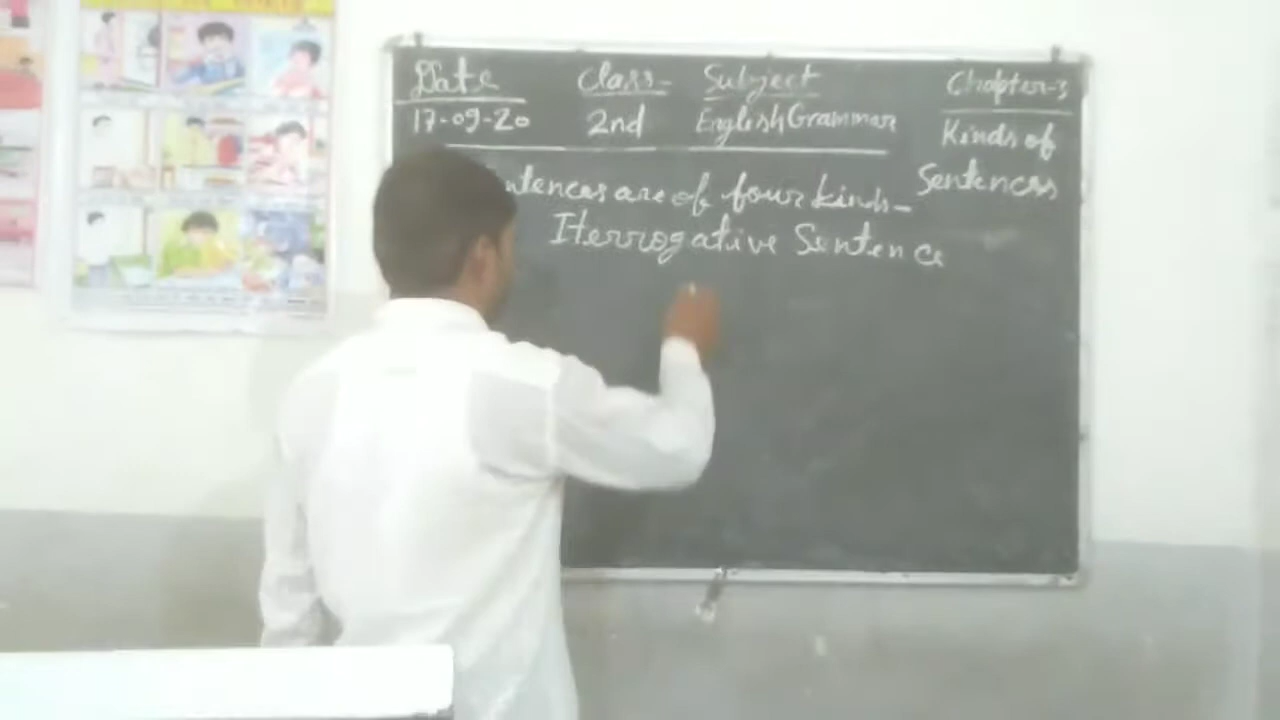 Date Class- Subject Chapter-3
17-09-20 2nd English Grammar Kinds of
Sentences
ntences are of four kinds-
Iterrogative Sentence